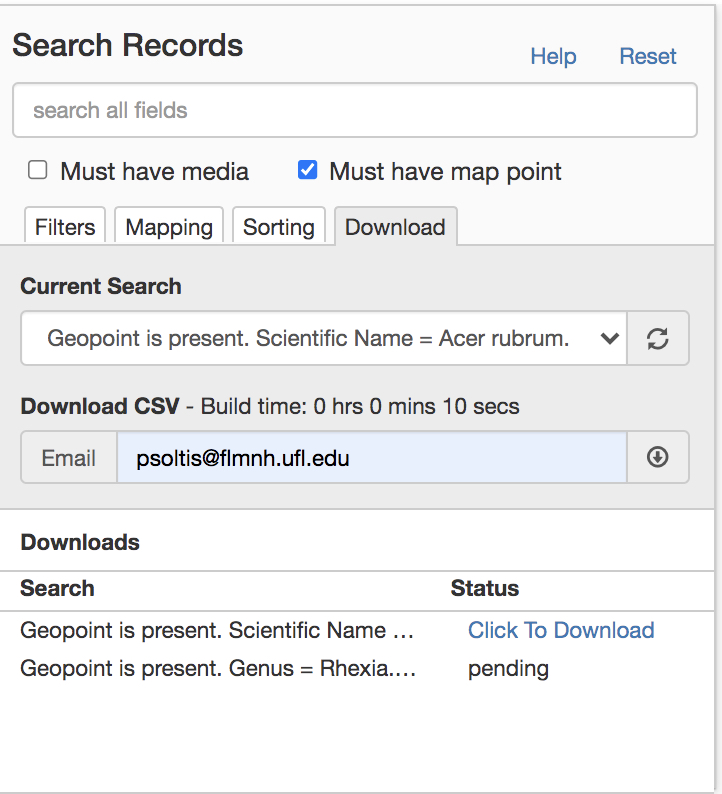 Search Records
Help Reset
search all fields
Must have media Must have map point
Filters Mapping Sorting Download
Current Search
Geopoint is present. Scientific Name = Acer rubrum.
Download CSV - Build time: 0 hrs 0 mins 10 secs
Email psoltis@flmnh.ufl.edu
Downloads
Search Status
Geopoint is present. Scientific Name ... Click To Download
Geopoint is present. Genus = Rhexia.... pending